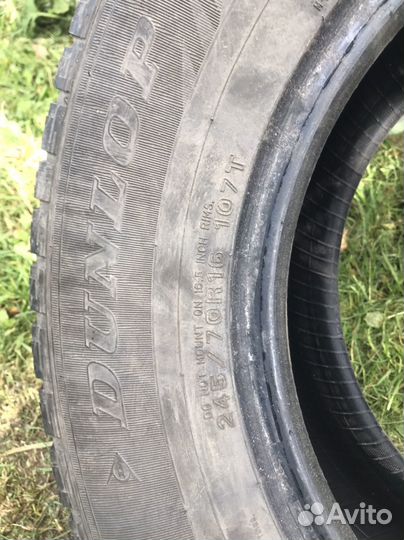 DUNLOP
DO NOT MOUNT ON 16.5 INCH RIMS.
245/70R16 107T
Avito